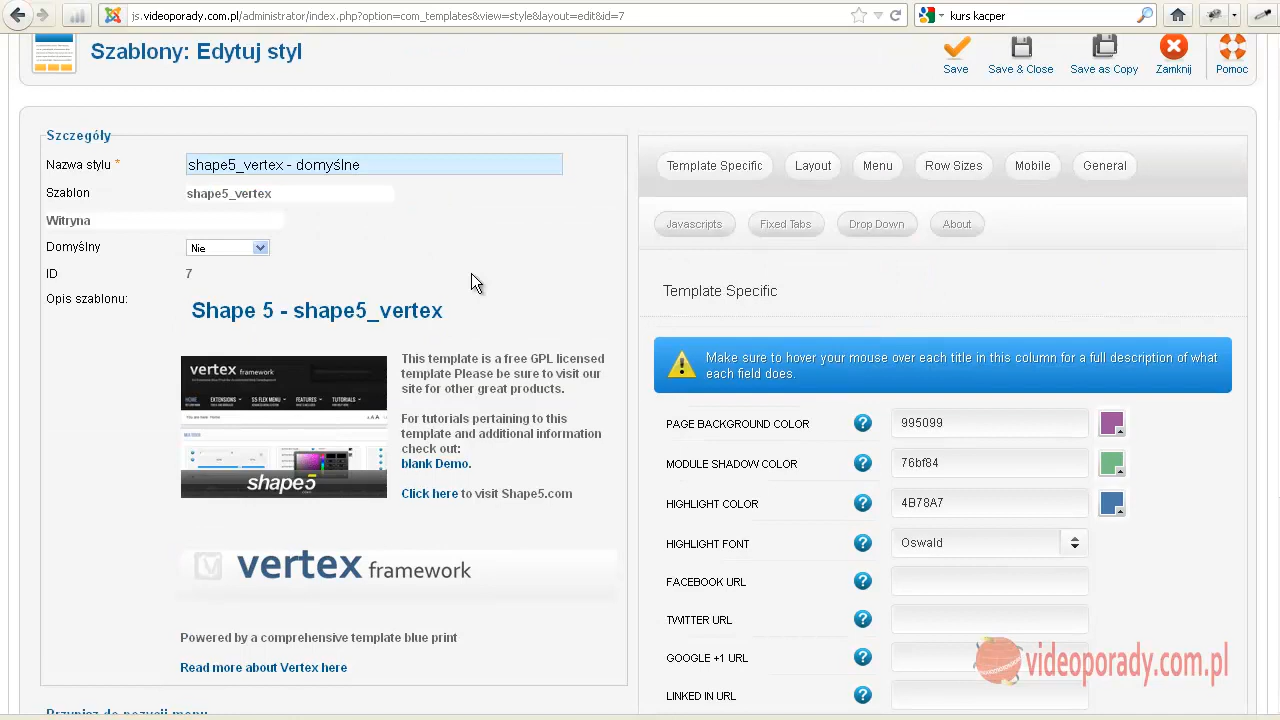 js.videoporady.com.pl/administrator/index.php?option=com_templates&view=style&layout=edit&id=7
kurs kacper
Szablony: Edytuj styl
Save
Save & Close
Save as Copy
Zamknij
Pomoc
Szczegóły
Nazwa stylu *
shape5_vertex - domyślne
Szablon
shape5_vertex
Witryna
Domyślny
Nie
ID
7
Opis szablonu:
Shape 5 - shape5_vertex
vertex framework
shape5
This template is a free GPL licensed
template Please be sure to visit our
site for other great products.
For tutorials pertaining to this
template and additional information
check out:
blank Demo.
Click here to visit Shape5.com
vertex framework
Powered by a comprehensive template blue print
Read more about Vertex here
Przypisz do pozycji menu
Template Specific
Layout
Menu
Row Sizes
Mobile
General
Javascripts
Fixed Tabs
Drop Down
About
Template Specific
Make sure to hover your mouse over each title in this column for a full description of what
each field does.
PAGE BACKGROUND COLOR
995099
MODULE SHADOW COLOR
76bf84
HIGHLIGHT COLOR
4B78A7
HIGHLIGHT FONT
Oswald
FACEBOOK URL
TWITTER URL
GOOGLE +1 URL
LINKED IN URL
videoporady.com.pl